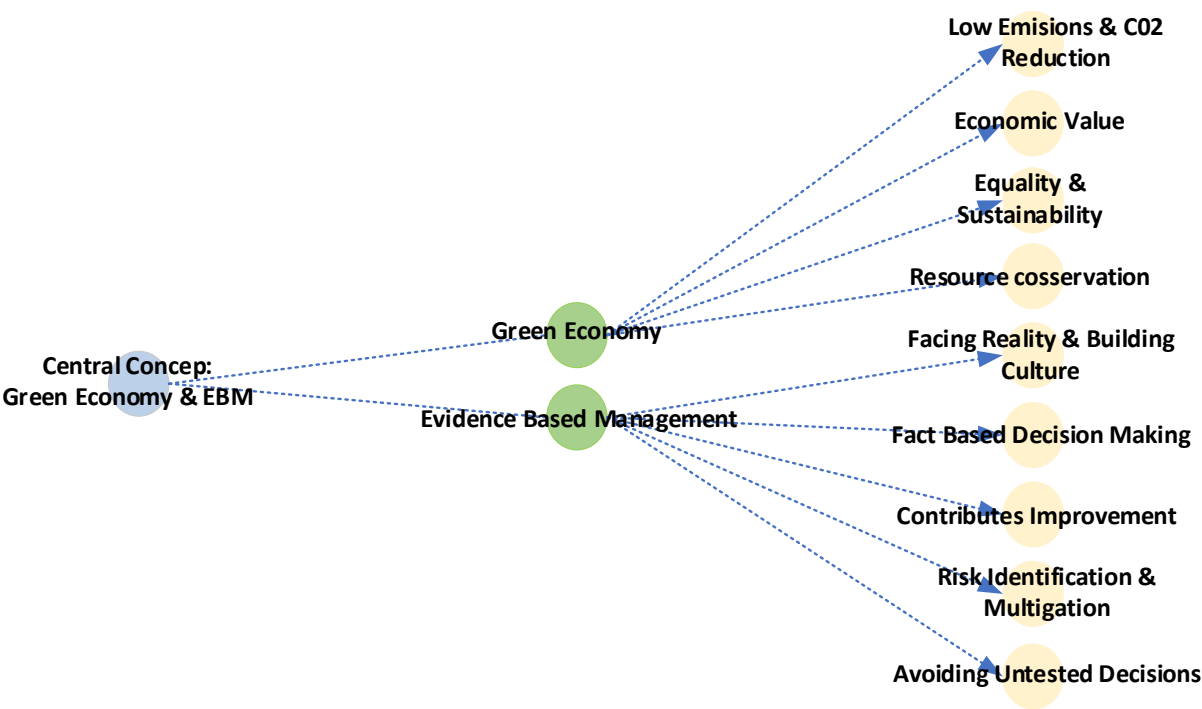 Central Concep:
Green Economy & EBM
Green Economy
Evidence Based Management
Low Emisions & C02
Reduction
Economic Value
Equality &
Sustainability
Resource cosservation
Facing Reality & Building
Culture
Fact Based Decision Making
Contributes Improvement
Risk Identification &
Multigation
Avoiding Untested Decisions